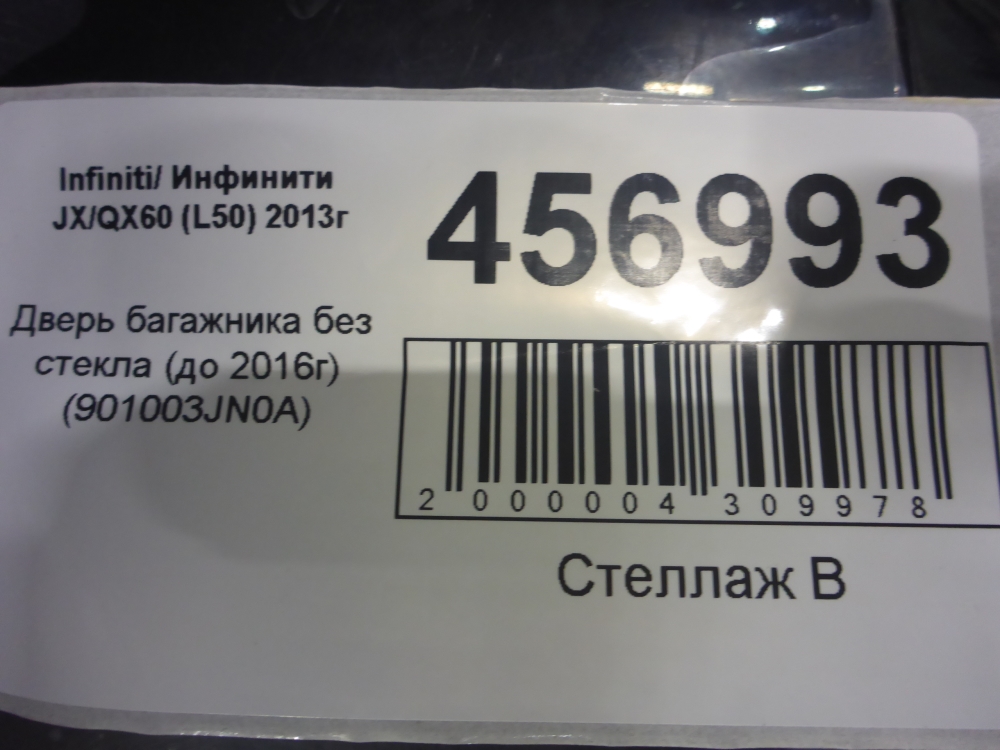 Infiniti/ Инфинити
JX/QX60 (L50) 2013г
456993
Дверь багажника без
стекла (до 2016г)
(901003JN0A)
2 000004 309978
Стеллаж В